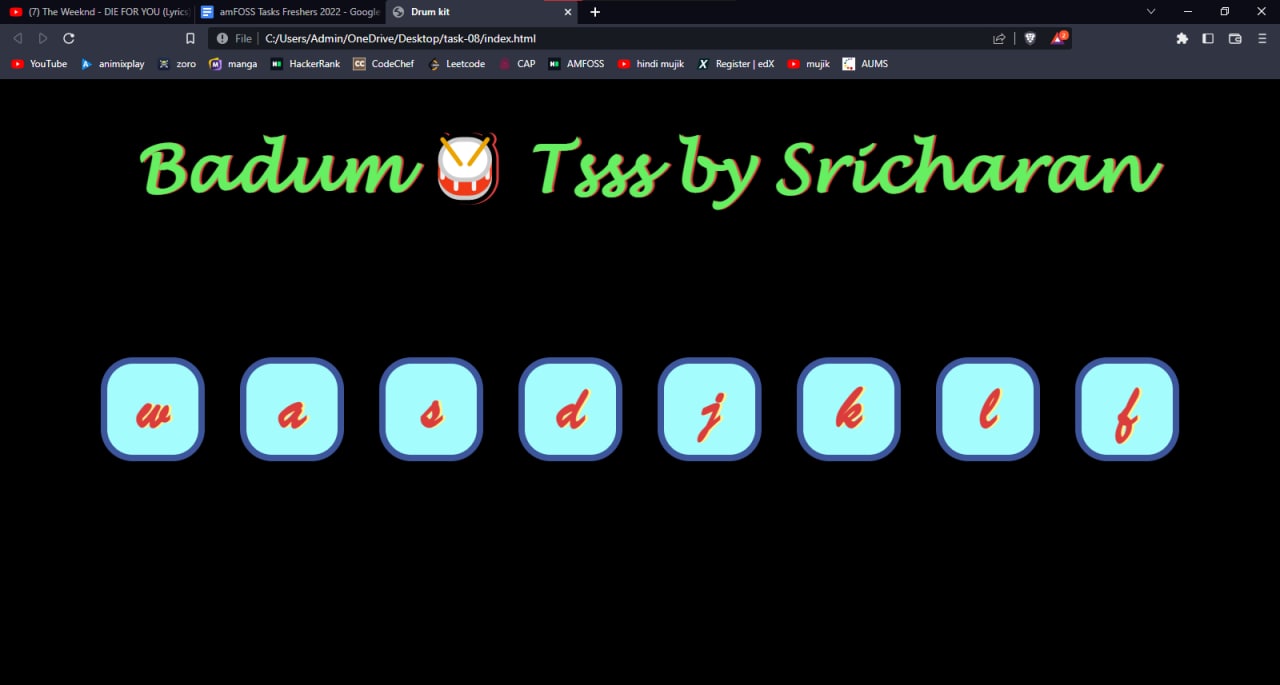 (7) The Weeknd - DIE FOR YOU (Lyrics) amFOSS Tasks Freshers 2022 - Google Drum kit
File C:/Users/Admin/OneDrive/Desktop/task-08/index.html 2
YouTube animixplay zoro manga HackerRank CodeChef Leetcode CAP AMFOSS hindi mujik Register | edX mujik AUMS
Badum 🥁 Tsss by Sricharan
w a s d j k l f